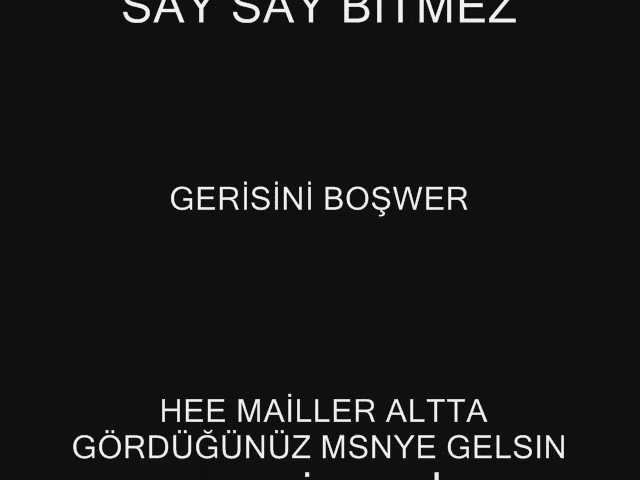 SAY SAY BİTMEZ
GERİSİNİ BOŞWER
HEE MAİLLER ALTTA
GÖRDÜĞÜNÜZ MSNYE GELSIN